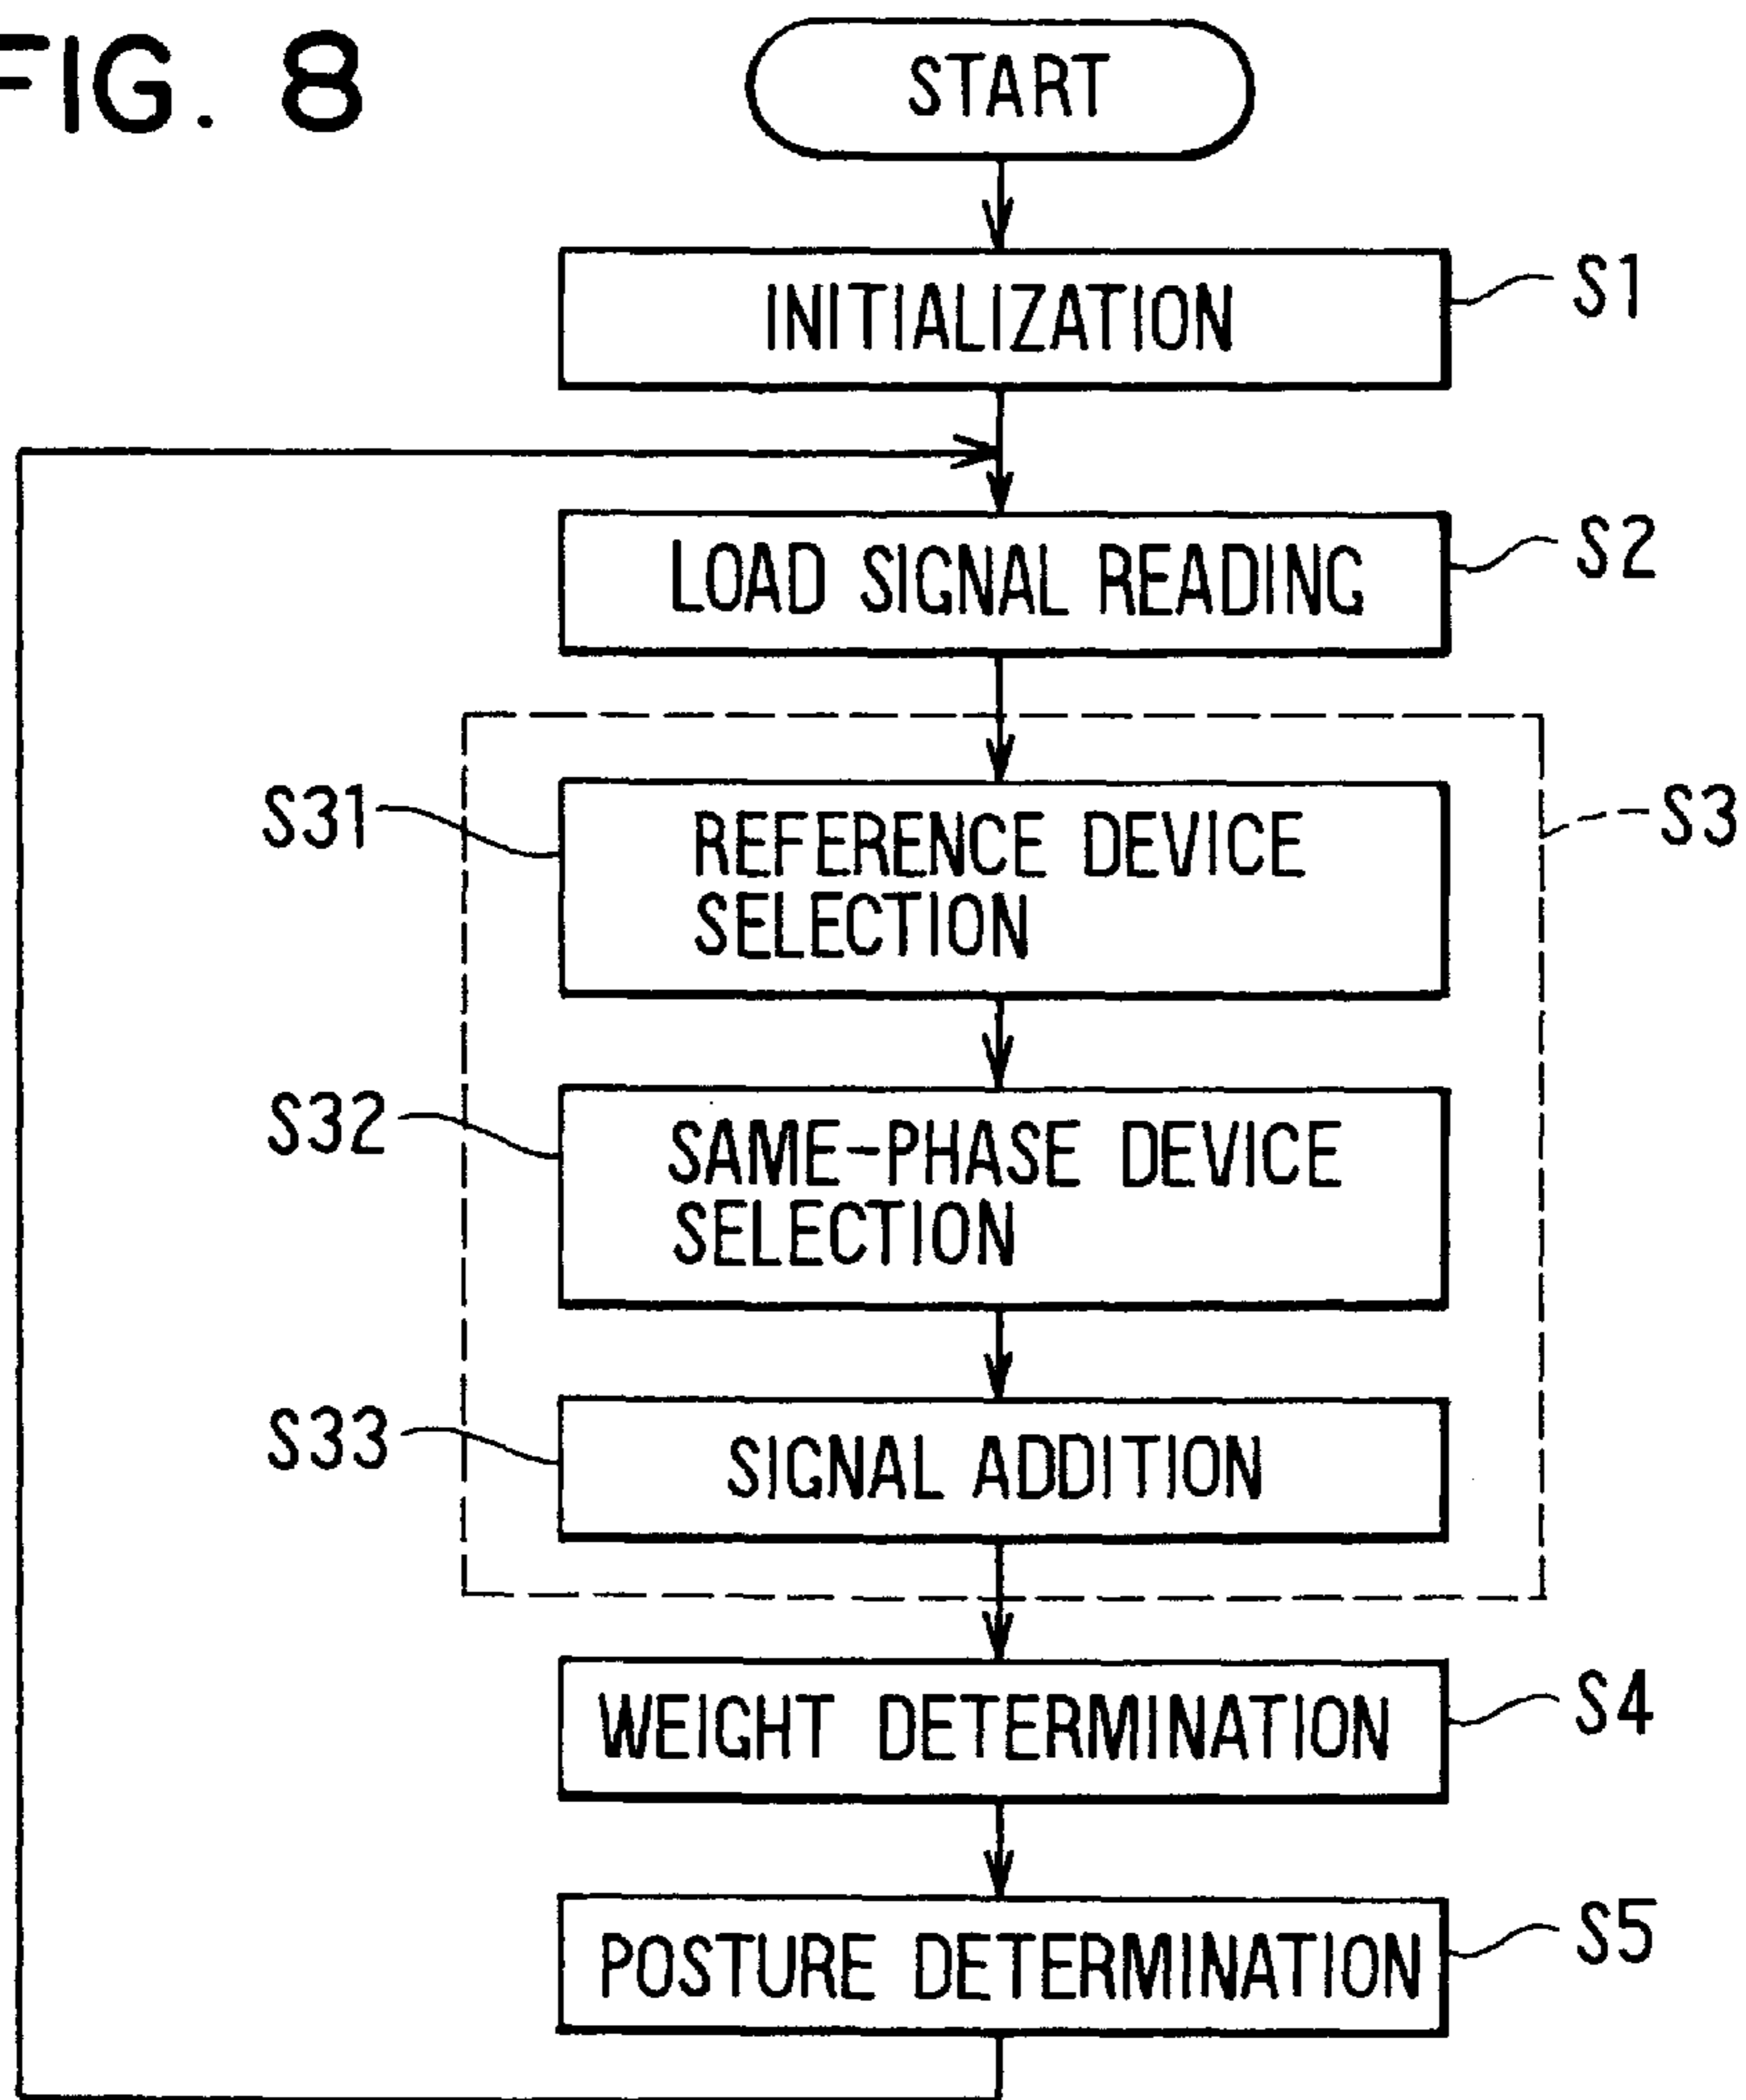 FIG. 8
START
INITIALIZATION
S1
LOAD SIGNAL READING
S2
S3
S31
REFERENCE DEVICE
SELECTION
S32
SAME-PHASE DEVICE
SELECTION
S33
SIGNAL ADDITION
WEIGHT DETERMINATION
S4
POSTURE DETERMINATION
S5